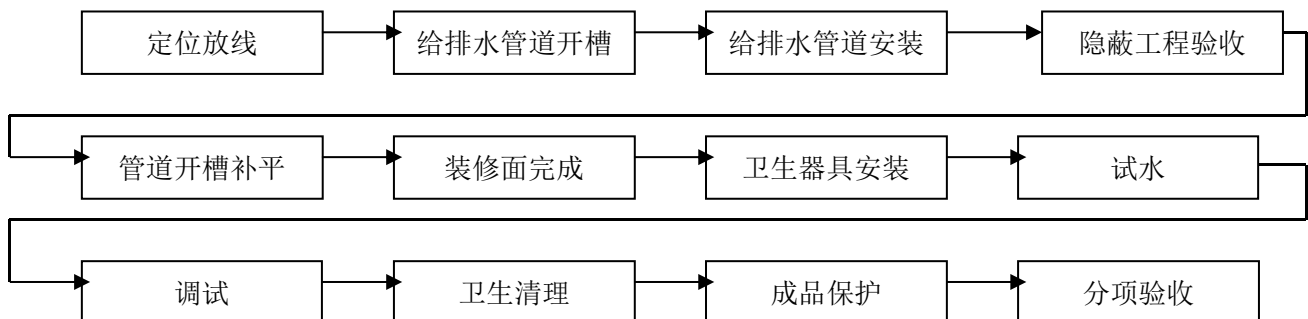 定位放线
给排水管道开槽
给排水管道安装
隐蔽工程验收
管道开槽补平
装修面完成
卫生器具安装
试水
调试
卫生清理
成品保护
分项验收